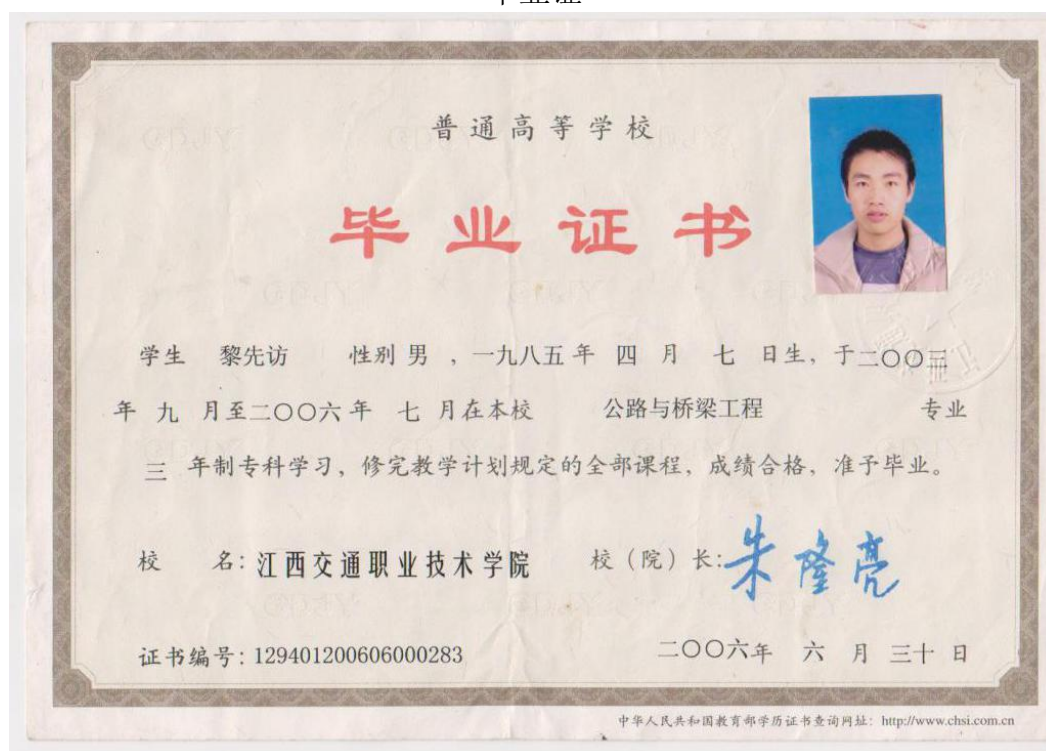 毕业证
普通高等学校
毕业证书
学生 黎先访 性别 男 ，一九八五年 四 月 七 日生，于二〇〇三
年 九 月至二〇〇六年 七 月在本校 公路与桥梁工程 专业
三 年制专科学习，修完教学计划规定的全部课程，成绩合格，准予毕业。
校 名：江西交通职业技术学院 校（院）长：朱隆亮
证书编号：129401200606000283 二〇〇六年 六 月 三十 日
中华人民共和国教育部学历证书查询网址：http://www.chsi.com.cn